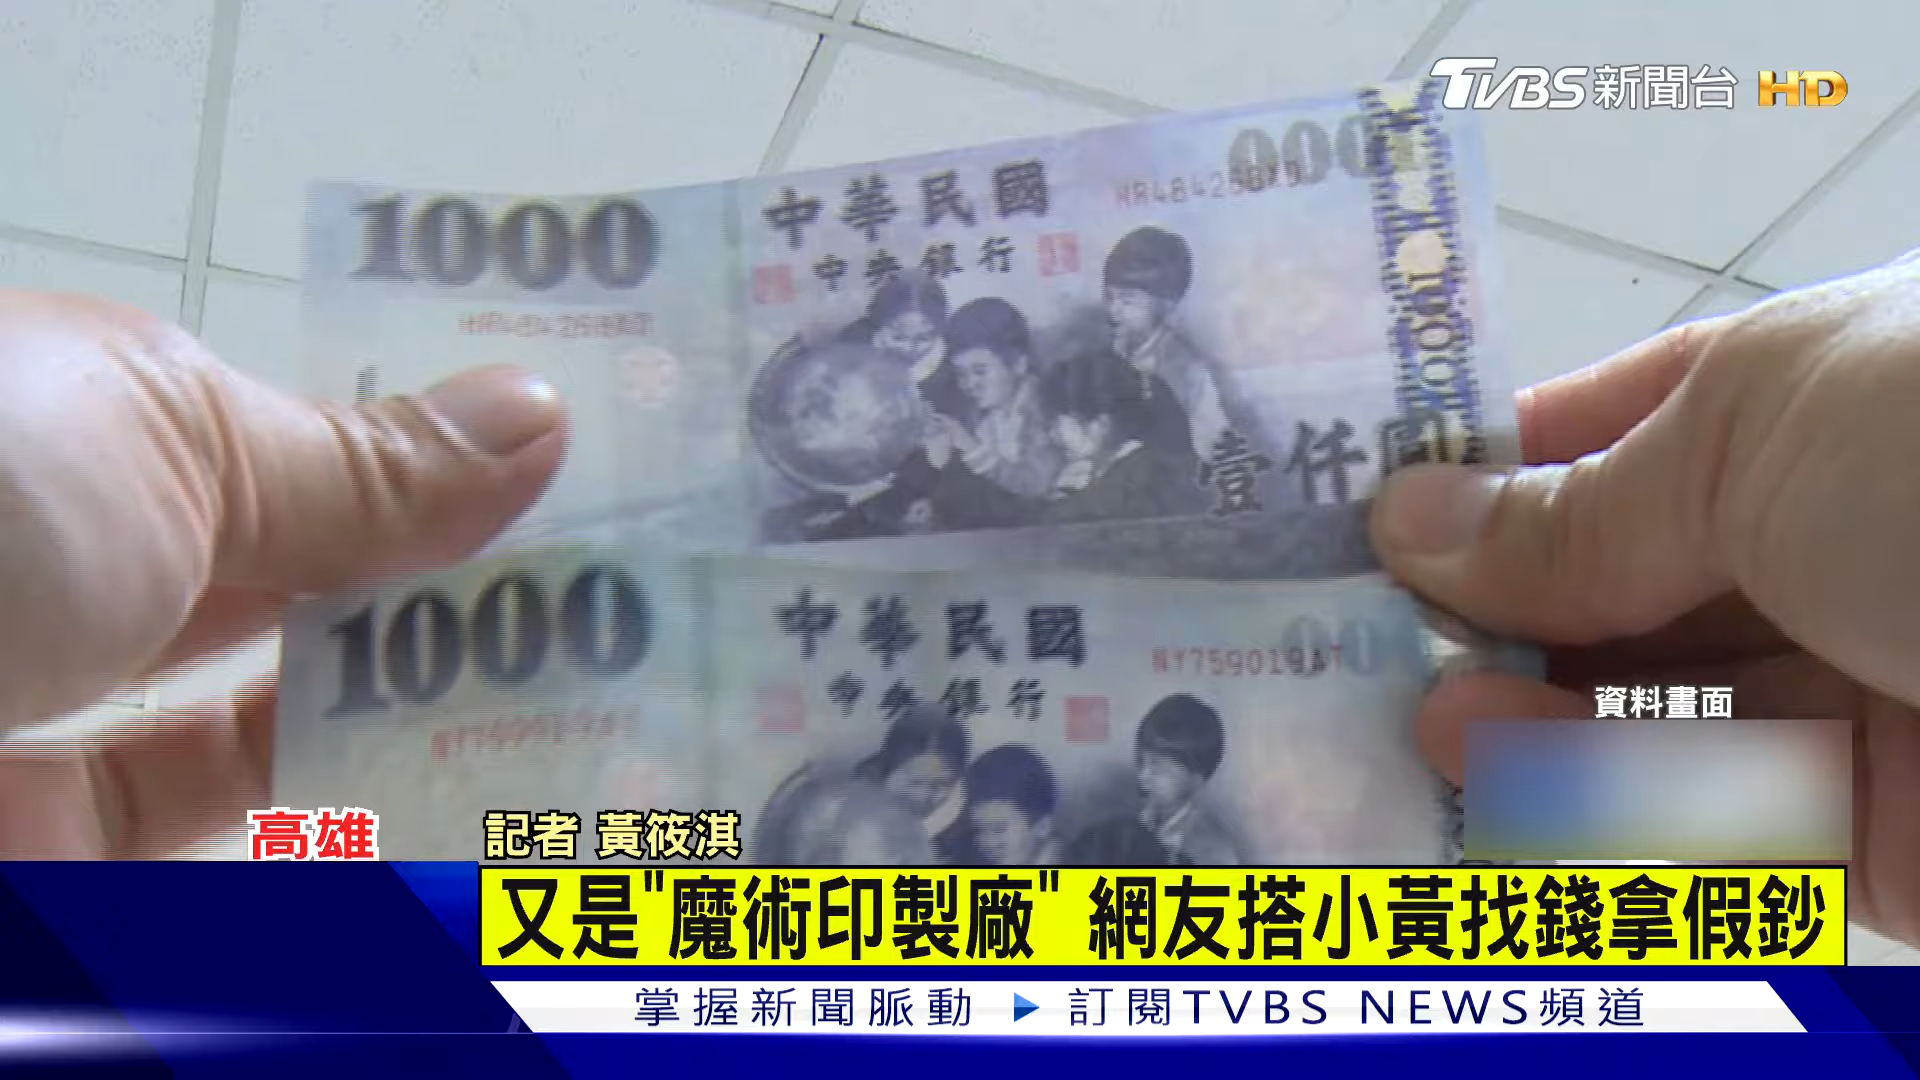 TVBS新聞台 HD
1000
中華民國
中央銀行
壹仟圓
1000
1000
中華民國
中央銀行
NY759019AT
資料畫面
高雄
記者 黃筱淇
又是"魔術印製廠" 網友搭小黃找錢拿假鈔
掌握新聞脈動 ▶ 訂閱TVBS NEWS頻道